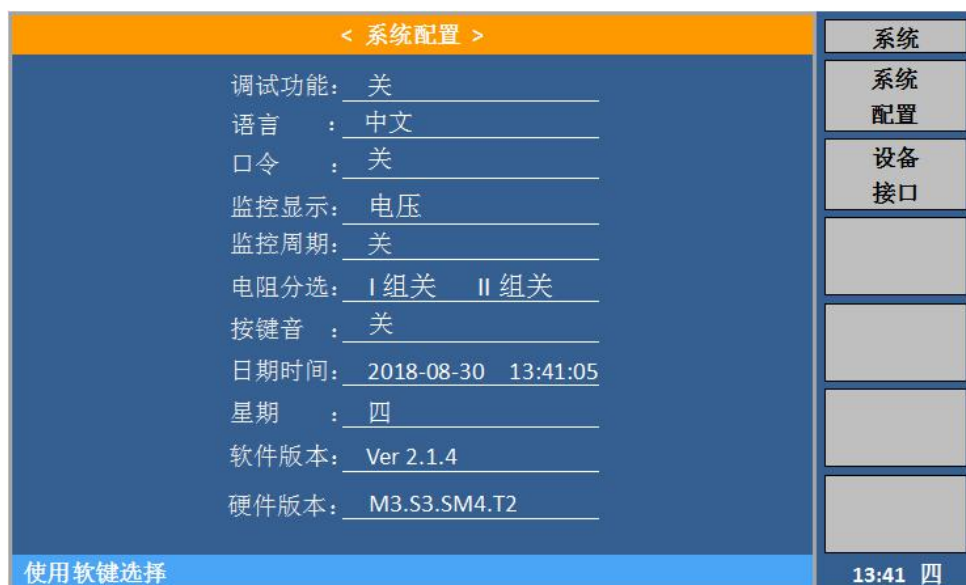 < 系统配置 >
调试功能: 关
语言 : 中文
口令 : 关
监控显示: 电压
监控周期: 关
电阻分选: I 组关 II 组关
按键音 : 关
日期时间: 2018-08-30 13:41:05
星期 : 四
软件版本: Ver 2.1.4
硬件版本: M3.S3.SM4.T2
使用软键选择
系统
系统
配置
设备
接口
13:41 四